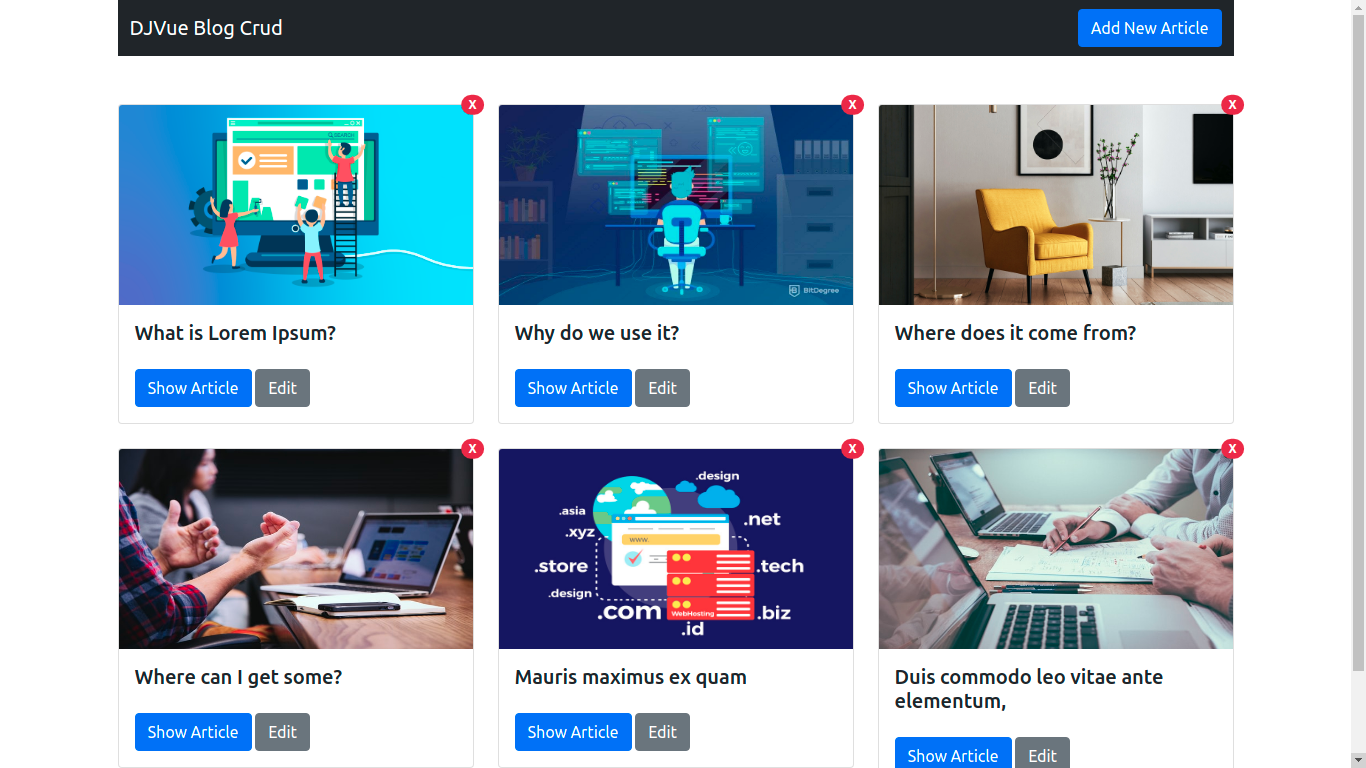 DJVue Blog Crud
Add New Article
X
X
X
SEARCH
BitDegree
What is Lorem Ipsum?
Why do we use it?
Where does it come from?
Show Article Edit
Show Article Edit
Show Article Edit
X
X
X
.design
.asia
.net
.xyz
www.
.store
.tech
.design
.com
WebHosting
.biz
.id
Where can I get some?
Mauris maximus ex quam
Duis commodo leo vitae ante
elementum,
Show Article Edit
Show Article Edit
Show Article Edit